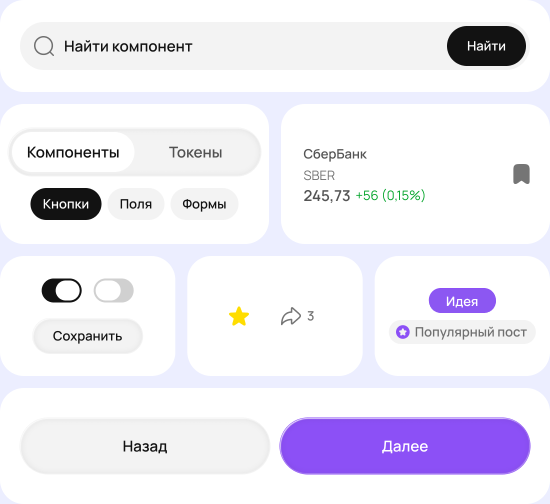 Найти компонент
Найти
Компоненты
Токены
Кнопки
Поля
Формы
СберБанк
SBER
245,73 +56 (0,15%)
Сохранить
3
Идея
Популярный пост
Назад
Далее